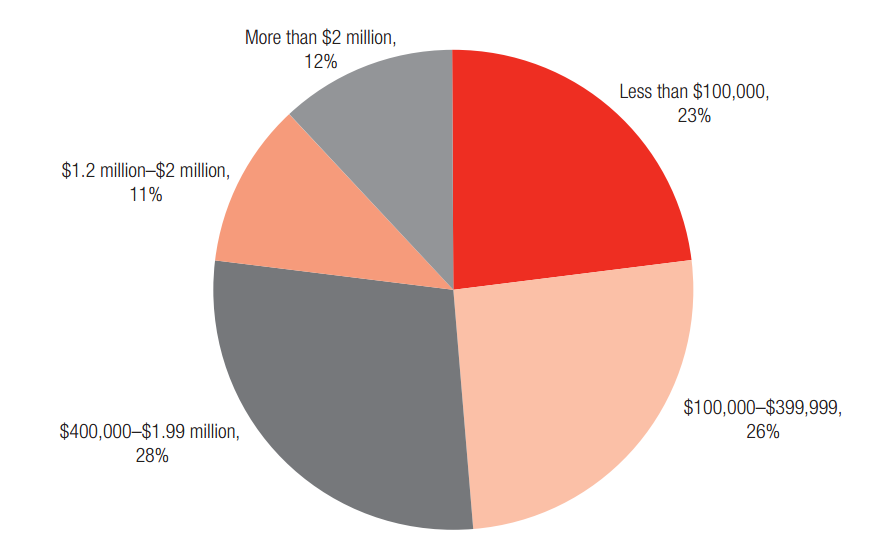 More than $2 million,
12%
Less than $100,000,
23%
$1.2 million–$2 million,
11%
$100,000–$399,999,
26%
$400,000–$1.99 million,
28%